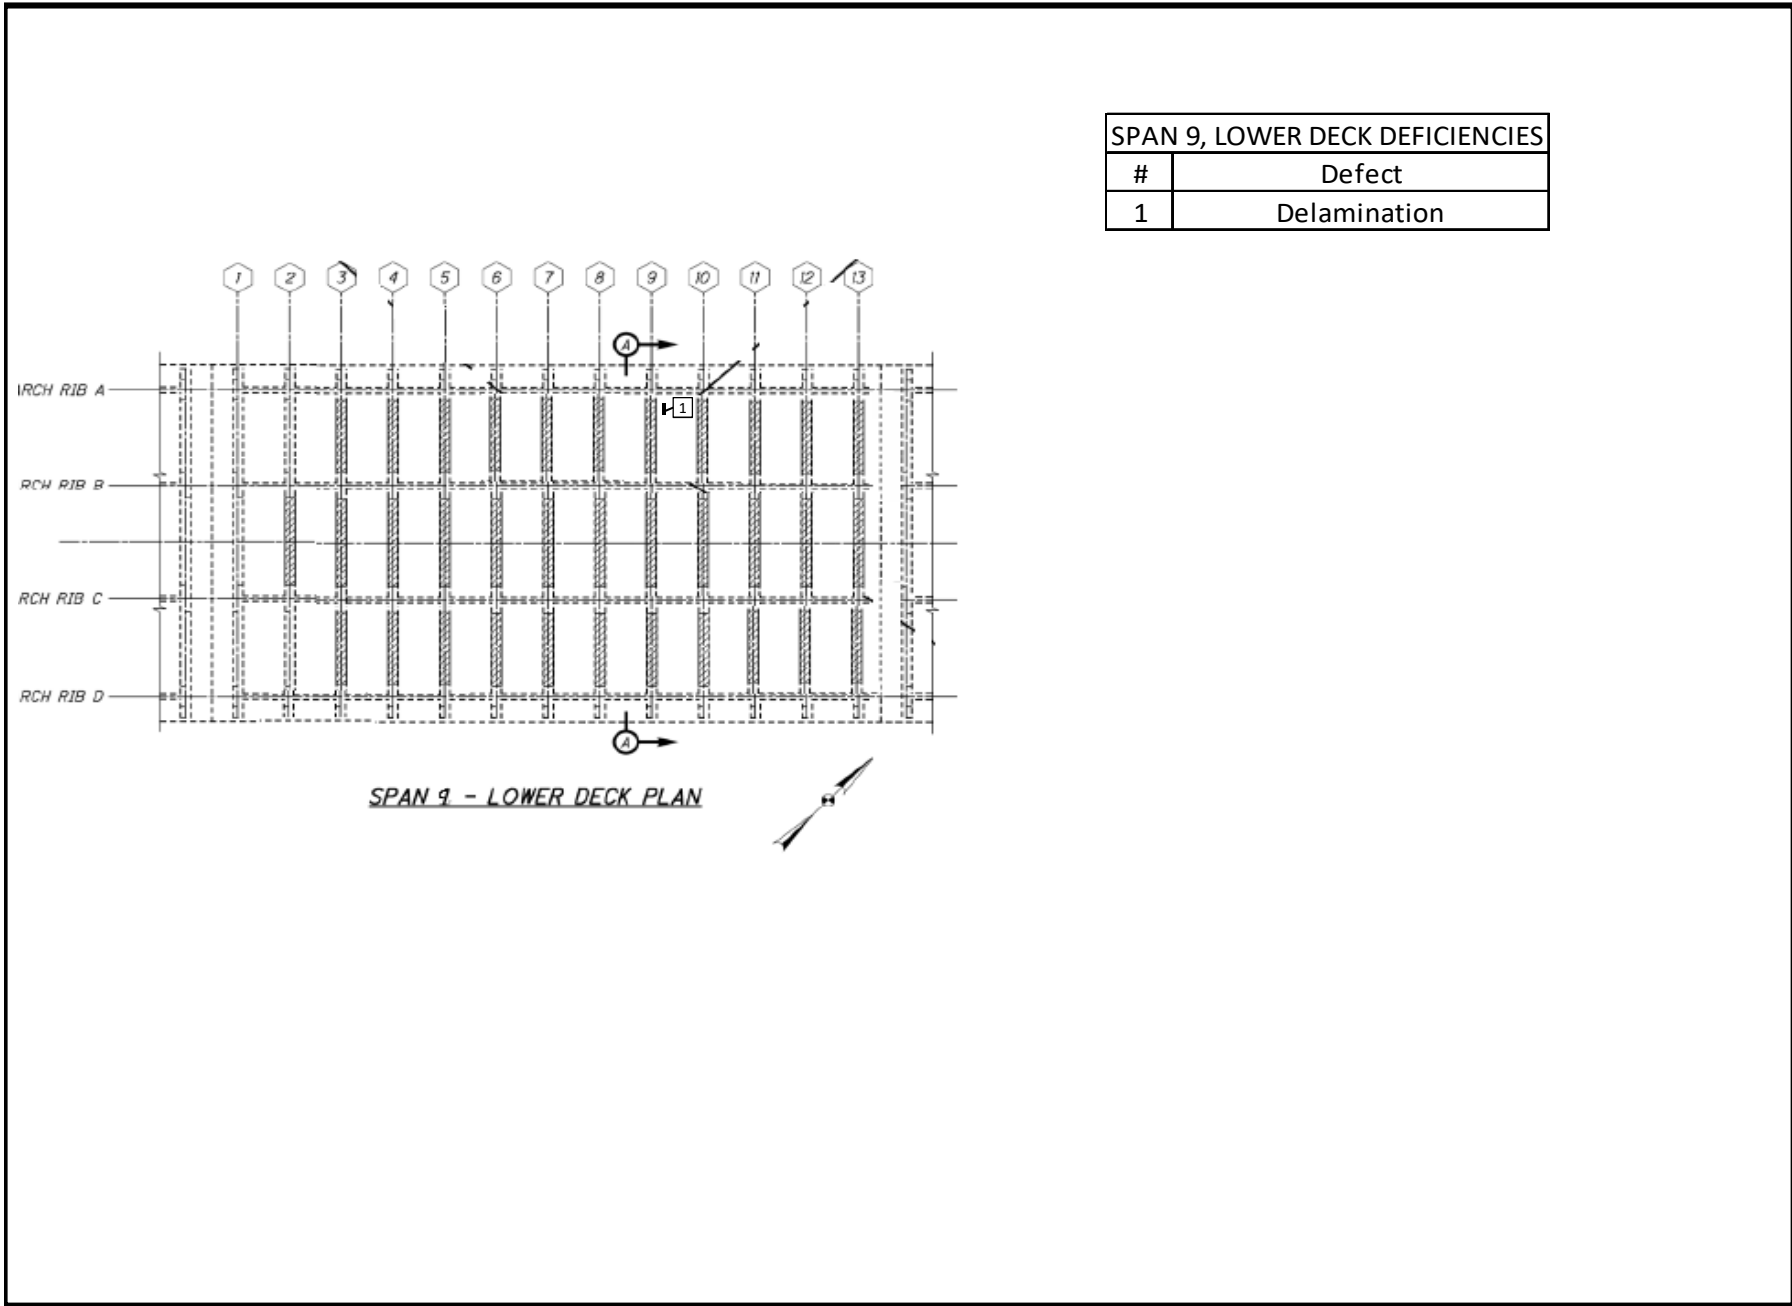 SPAN 9, LOWER DECK DEFICIENCIES
# Defect
1 Delamination
1 2 3 4 5 6 7 8 9 10 11 12 13
A
ARCH RIB A
1
RCH RIB B
RCH RIB C
RCH RIB D
A
SPAN 9 - LOWER DECK PLAN